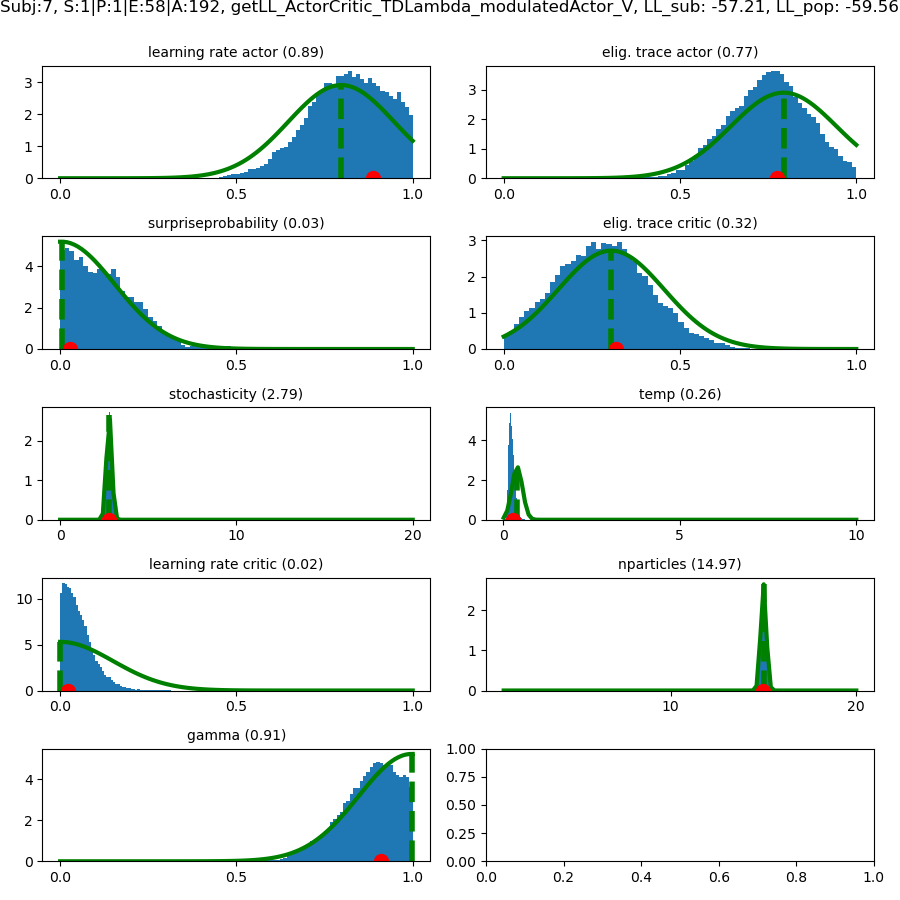 Subj:7, S:1|P:1|E:58|A:192, getLL_ActorCritic_TDLambda_modulatedActor_V, LL_sub: -57.21, LL_pop: -59.56
learning rate actor (0.89)
elig. trace actor (0.77)
3
2
1
0
0.0 0.5 1.0
3
2
1
0
0.0 0.5 1.0
surpriseprobability (0.03)
elig. trace critic (0.32)
4
2
0
0.0 0.5 1.0
3
2
1
0
0.0 0.5 1.0
stochasticity (2.79)
temp (0.26)
2
1
0
0 10 20
4
2
0
0 5 10
learning rate critic (0.02)
nparticles (14.97)
10
5
0
0.0 0.5 1.0
2
1
0
10 20
gamma (0.91)
4
2
0
0.0 0.5 1.0
1.00
0.75
0.50
0.25
0.00
0.0 0.2 0.4 0.6 0.8 1.0